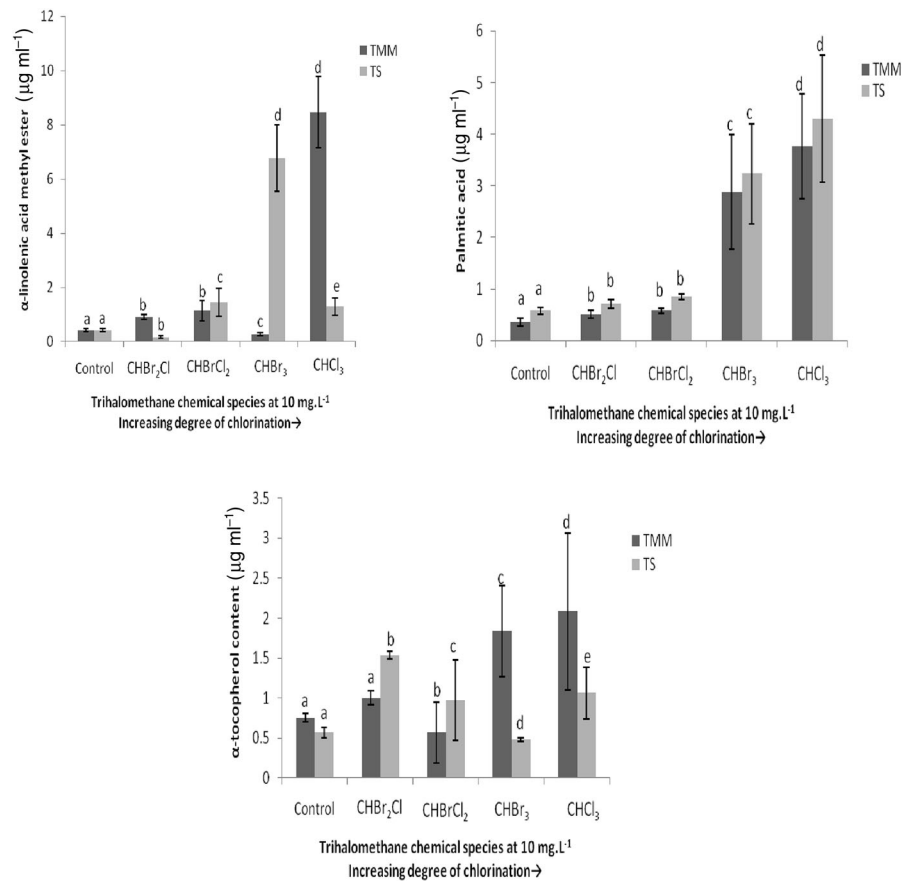 α-linolenic acid methyl ester (μg ml⁻¹)
12
10
8
6
4
2
0
TMM
TS
a a
b b
b c
c d
d e
Control CHBr₂Cl CHBrCl₂ CHBr₃ CHCl₃
Trihalomethane chemical species at 10 mg.L⁻¹
Increasing degree of chlorination→
Palmitic acid (μg ml⁻¹)
6
5
4
3
2
1
0
TMM
TS
a a
b b
b b
c c
d d
Control CHBr₂Cl CHBrCl₂ CHBr₃ CHCl₃
Trihalomethane chemical species at 10 mg.L⁻¹
Increasing degree of chlorination→
α-tocopherol content (μg ml⁻¹)
3.5
3
2.5
2
1.5
1
0.5
0
TMM
TS
a a
a b
b c
c d
d e
Control CHBr₂Cl CHBrCl₂ CHBr₃ CHCl₃
Trihalomethane chemical species at 10 mg.L⁻¹
Increasing degree of chlorination→